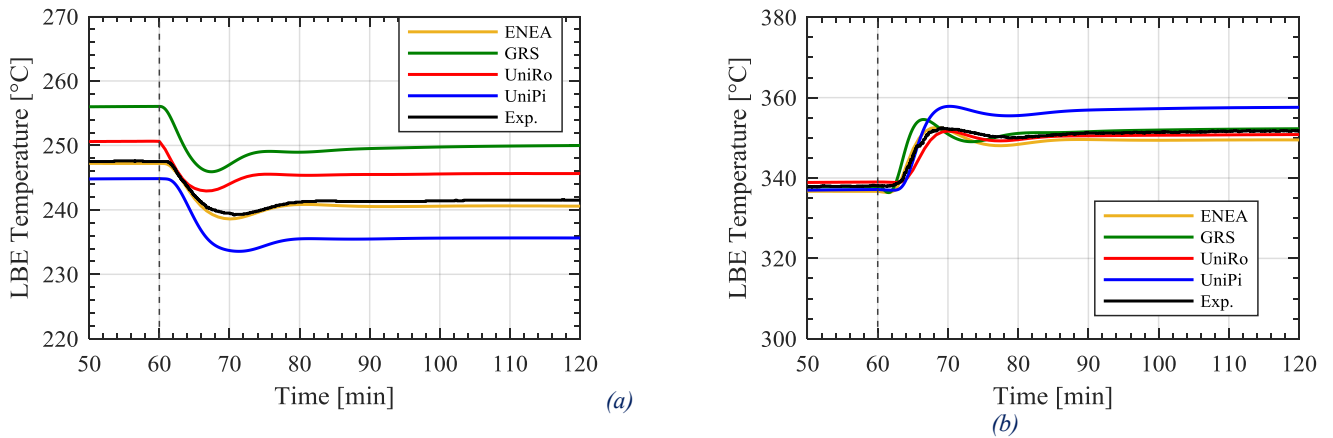 LBE Temperature [°C]
270
260
250
240
230
220
50 60 70 80 90 100 110 120
Time [min]
ENEA
GRS
UniRo
UniPi
Exp.
(a)
LBE Temperature [°C]
380
360
340
320
300
50 60 70 80 90 100 110 120
Time [min]
ENEA
GRS
UniRo
UniPi
Exp.
(b)